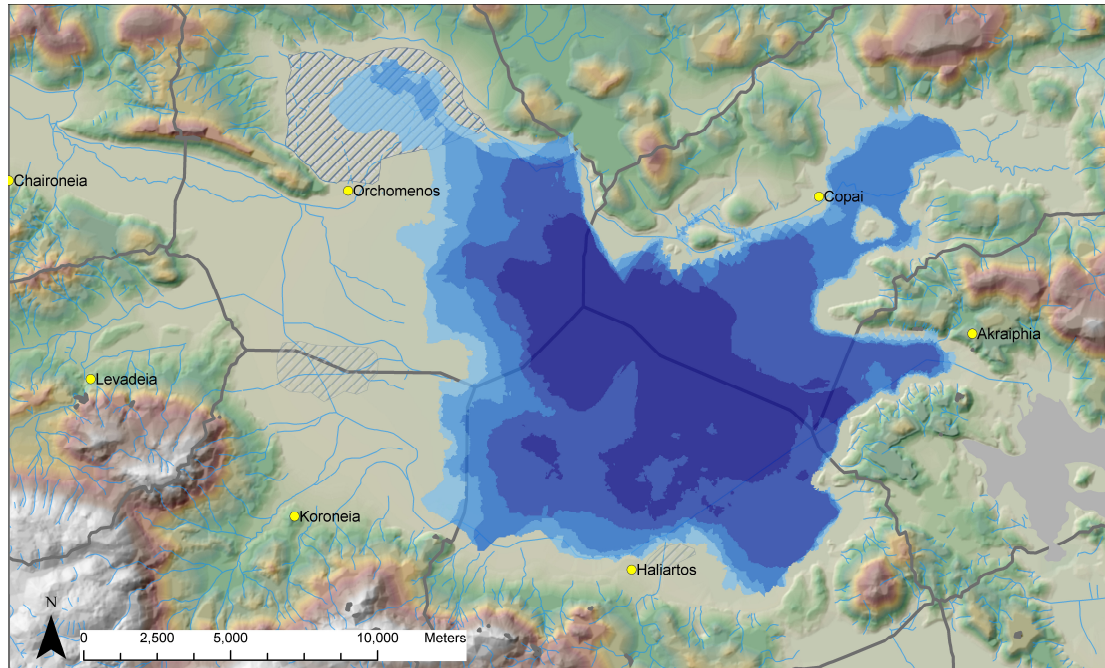 Chaironeia
Orchomenos
Copai
Akraiphia
Levadeia
Koroneia
Haliartos
N
0 2,500 5,000 10,000 Meters